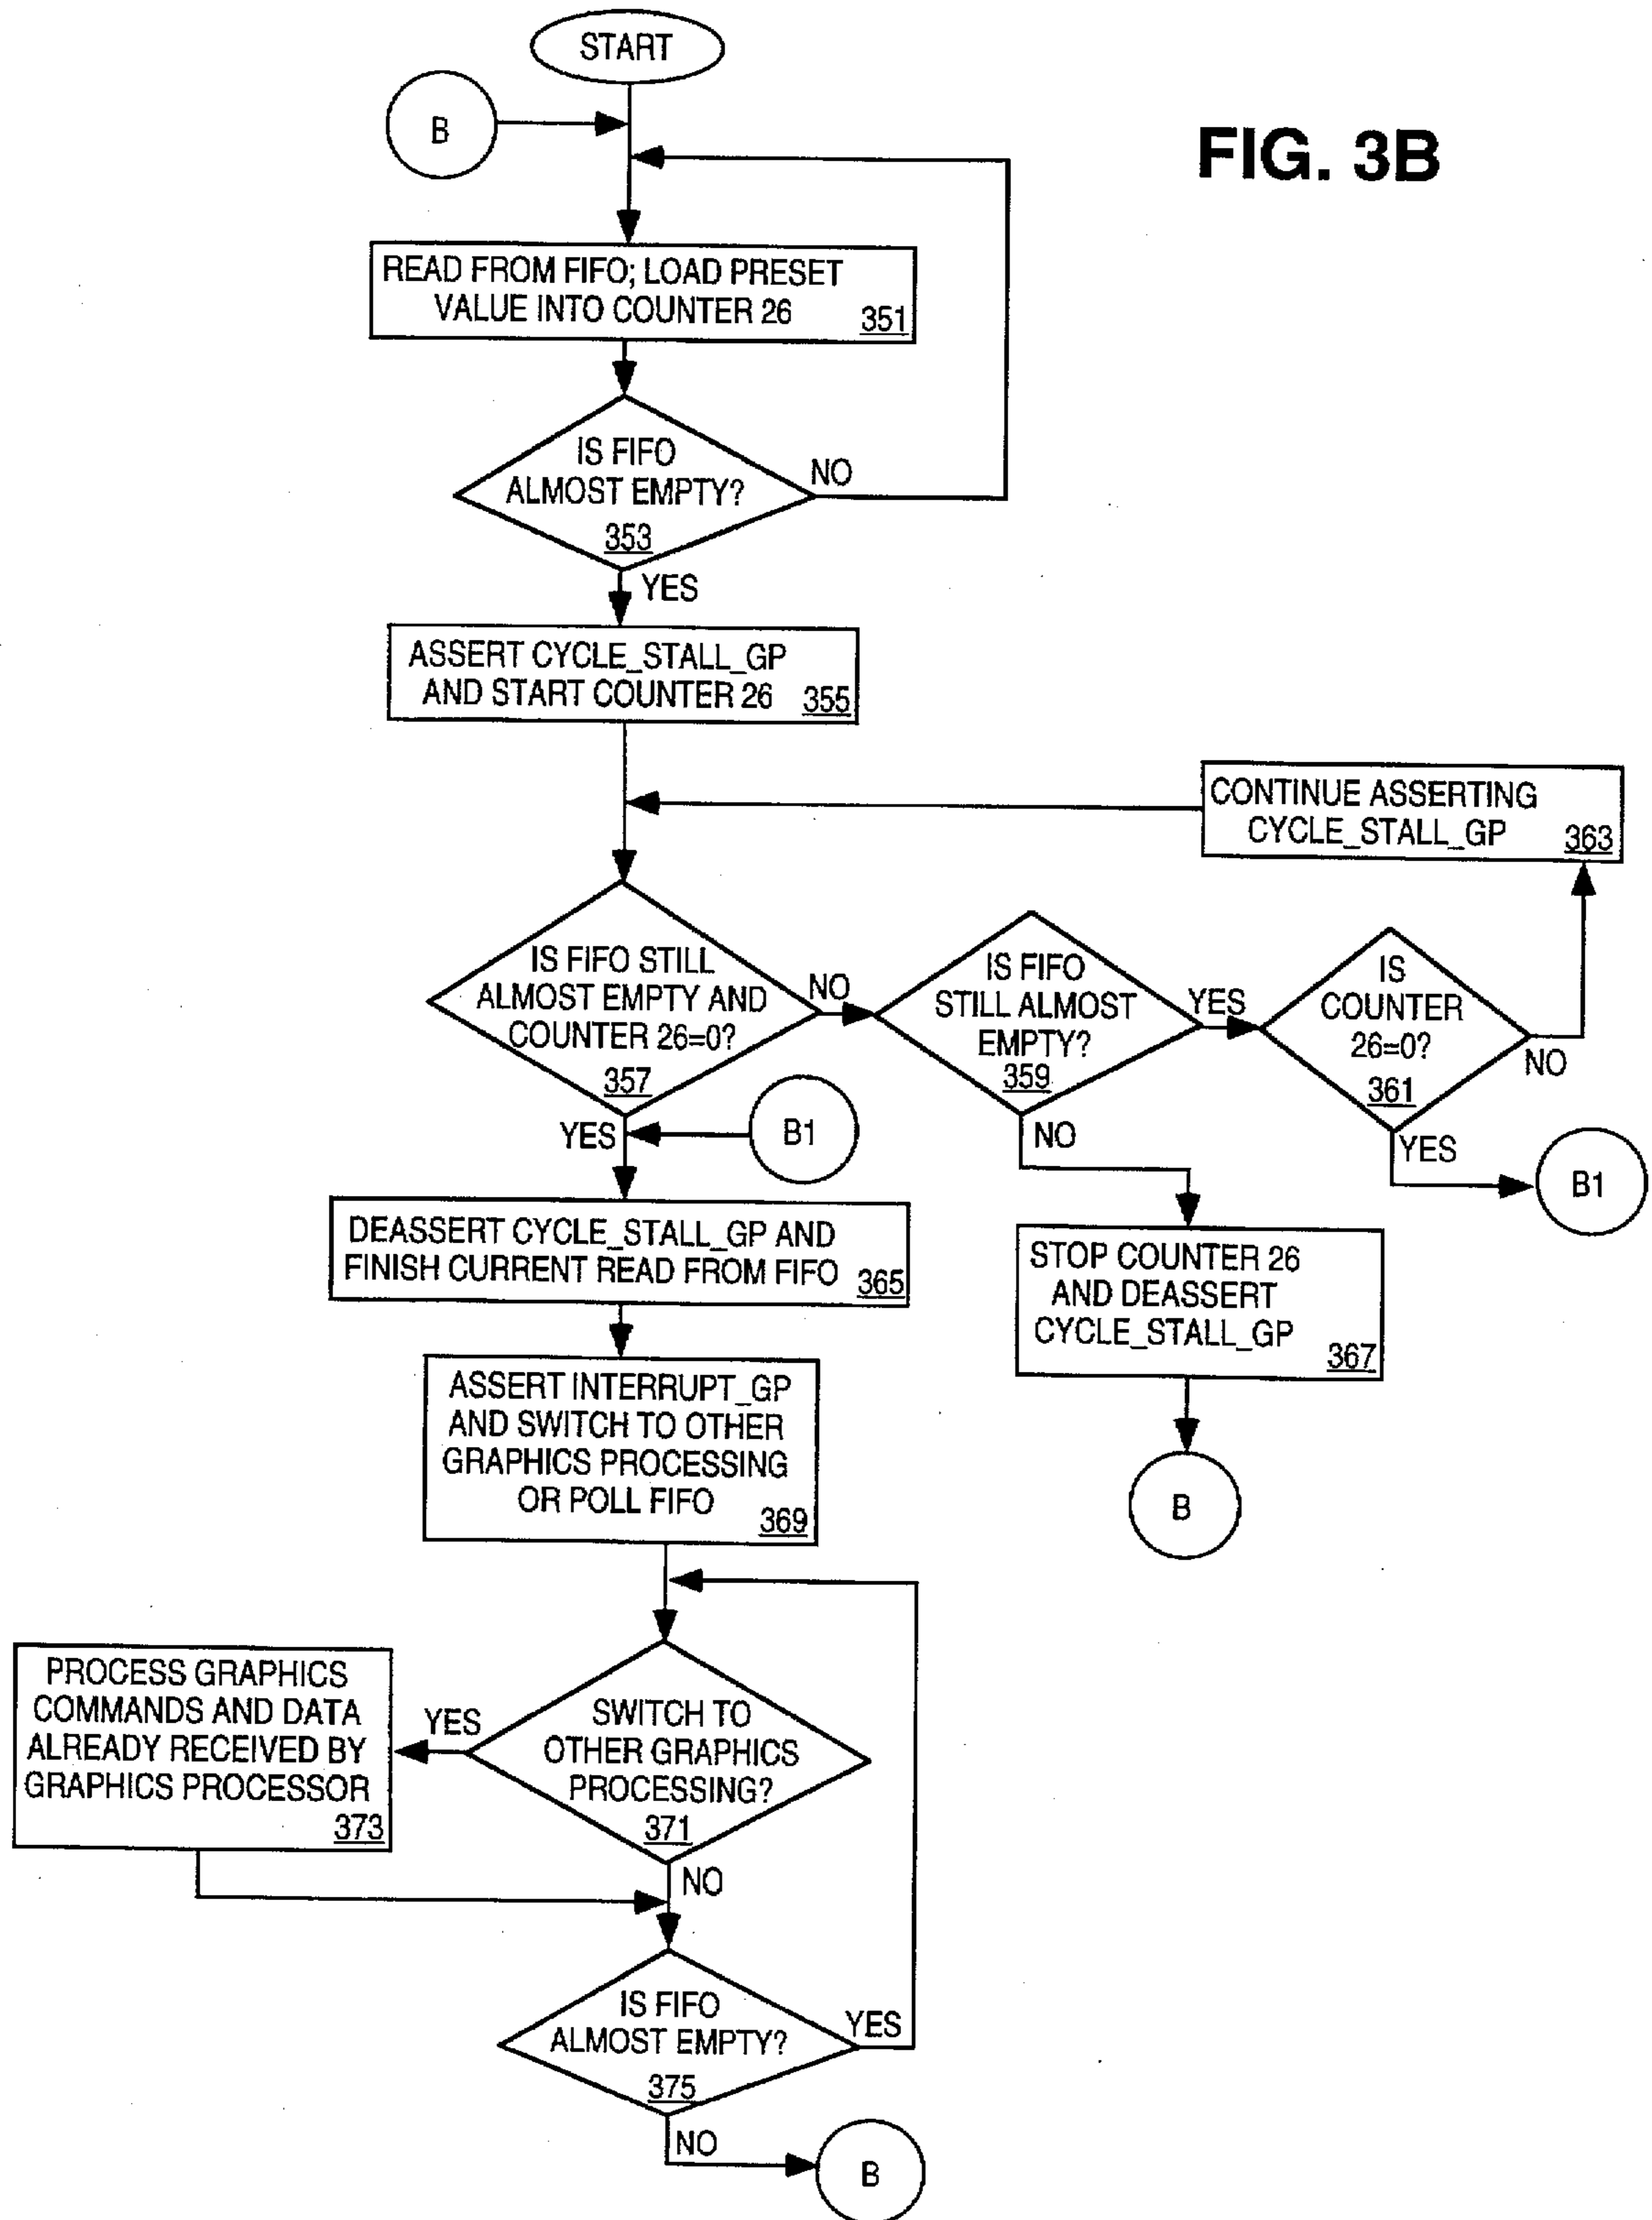 START
B
FIG. 3B
READ FROM FIFO; LOAD PRESET
VALUE INTO COUNTER 26
351
IS FIFO
ALMOST EMPTY?
353
NO
YES
ASSERT CYCLE_STALL_GP
AND START COUNTER 26
355
CONTINUE ASSERTING
CYCLE_STALL_GP
363
IS FIFO STILL
ALMOST EMPTY AND
COUNTER 26=0?
357
NO
IS FIFO
STILL ALMOST
EMPTY?
359
YES
IS
COUNTER
26=0?
361
NO
YES
B1
NO
YES
B1
DEASSERT CYCLE_STALL_GP AND
FINISH CURRENT READ FROM FIFO
365
STOP COUNTER 26
AND DEASSERT
CYCLE_STALL_GP
367
B
ASSERT INTERRUPT_GP
AND SWITCH TO OTHER
GRAPHICS PROCESSING
OR POLL FIFO
369
SWITCH TO
OTHER GRAPHICS
PROCESSING?
371
YES
PROCESS GRAPHICS
COMMANDS AND DATA
ALREADY RECEIVED BY
GRAPHICS PROCESSOR
373
NO
IS FIFO
ALMOST EMPTY?
375
YES
NO
B